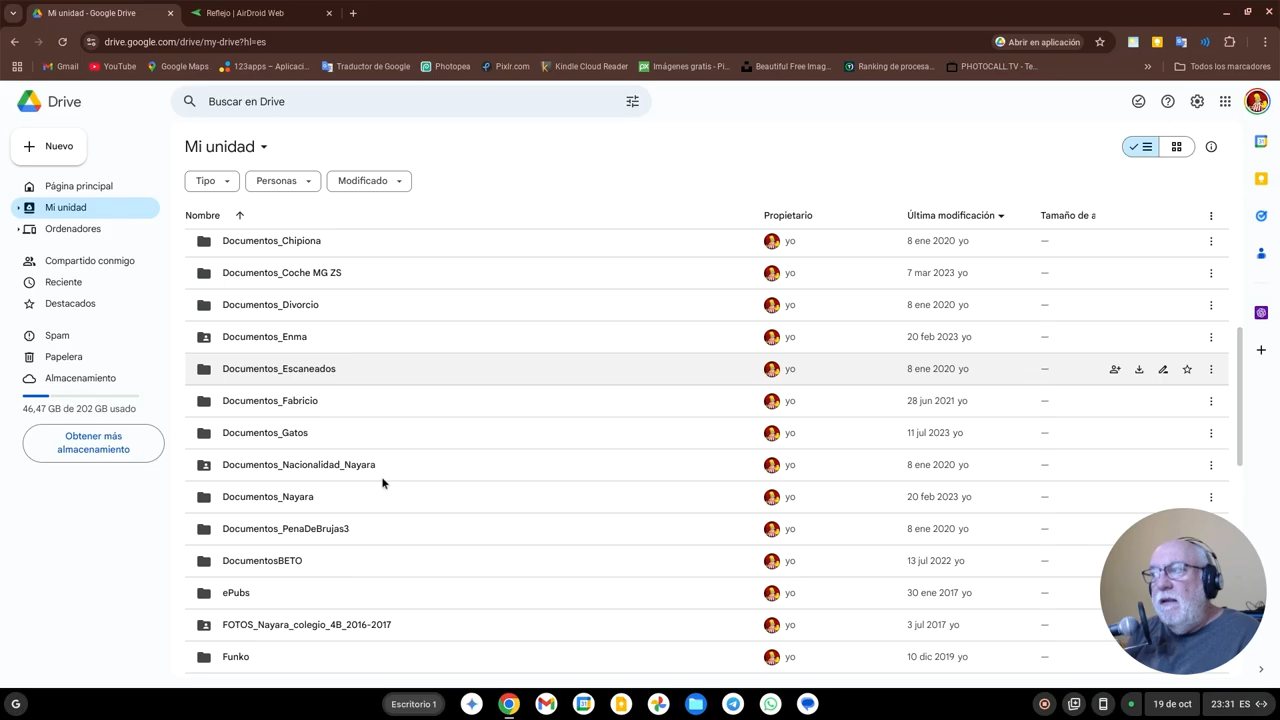 Mi unidad - Google Drive
Reflejo | AirDroid Web
drive.google.com/drive/my-drive?hl=es
Abrir en aplicación
Gmail
YouTube
Google Maps
123apps – Aplicaci...
Traductor de Google
Photopea
Pixlr.com
Kindle Cloud Reader
Imágenes gratis - Pi...
Beautiful Free Imag...
Ranking de procesa...
PHOTOCALL.TV - Te...
Todos los marcadores
Drive
Buscar en Drive
Nuevo
Mi unidad
Página principal
Mi unidad
Ordenadores
Compartido conmigo
Reciente
Destacados
Spam
Papelera
Almacenamiento
46,47 GB de 202 GB usado
Obtener más
almacenamiento
Tipo
Personas
Modificado
Nombre
Propietario
Última modificación
Tamaño de a
Documentos_Chipiona yo 8 ene 2020 yo —
Documentos_Coche MG ZS yo 7 mar 2023 yo —
Documentos_Divorcio yo 8 ene 2020 yo —
Documentos_Enma yo 20 feb 2023 yo —
Documentos_Escaneados yo 8 ene 2020 yo —
Documentos_Fabricio yo 28 jun 2021 yo —
Documentos_Gatos yo 11 jul 2023 yo —
Documentos_Nacionalidad_Nayara yo 8 ene 2020 yo —
Documentos_Nayara yo 20 feb 2023 yo —
Documentos_PenaDeBrujas3 yo 8 ene 2020 yo —
DocumentosBETO yo 13 jul 2022 yo —
ePubs yo 30 ene 2017 yo —
FOTOS_Nayara_colegio_4B_2016-2017 yo 3 jul 2017 yo —
Funko yo 10 dic 2019 yo —
Escritorio 1
19 de oct
23:31 ES